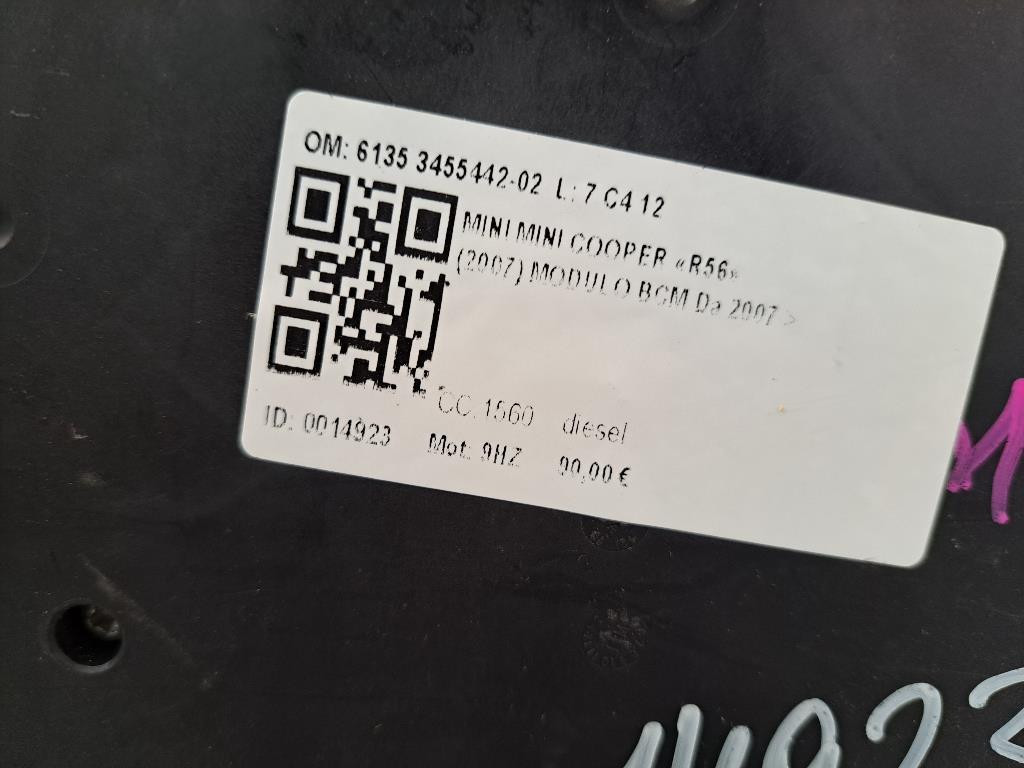 OM: 6135 3455442-02 L: 7 C4 12
MINI MINI COOPER «R56»
(2007) MODULO BCM Da 2007 >
CC. 1560 diesel
ID: 0014923 Mot: 9HZ 90,00 €